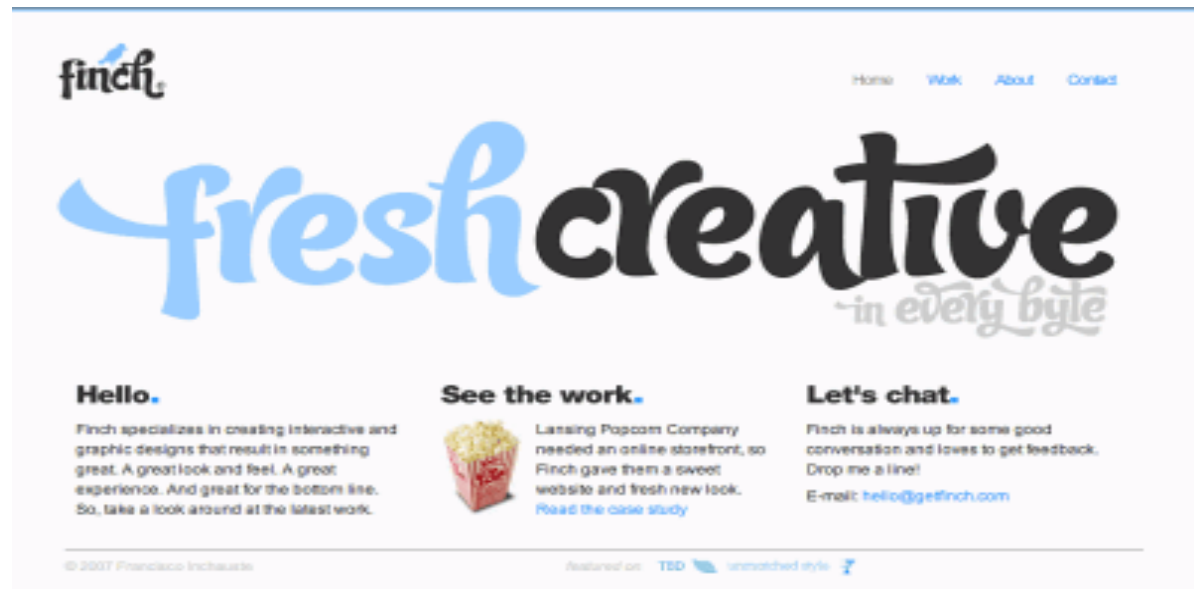 finch
Home Work About Contact
freshcreative
in every byte
Hello.
Finch specializes in creating interactive and
graphic designs that result in something
great. A great look and feel. A great
experience. And great for the bottom line.
So, take a look around at the latest work.
See the work.
Lansing Popcorn Company
needed an online storefront, so
Finch gave them a sweet
website and fresh new look.
Read the case study
Let's chat.
Finch is always up for some good
conversation and loves to get feedback.
Drop me a line!
E-mail: hello@getfinch.com
© 2007 Francisco Inchauste
featured on TBD unmatched style